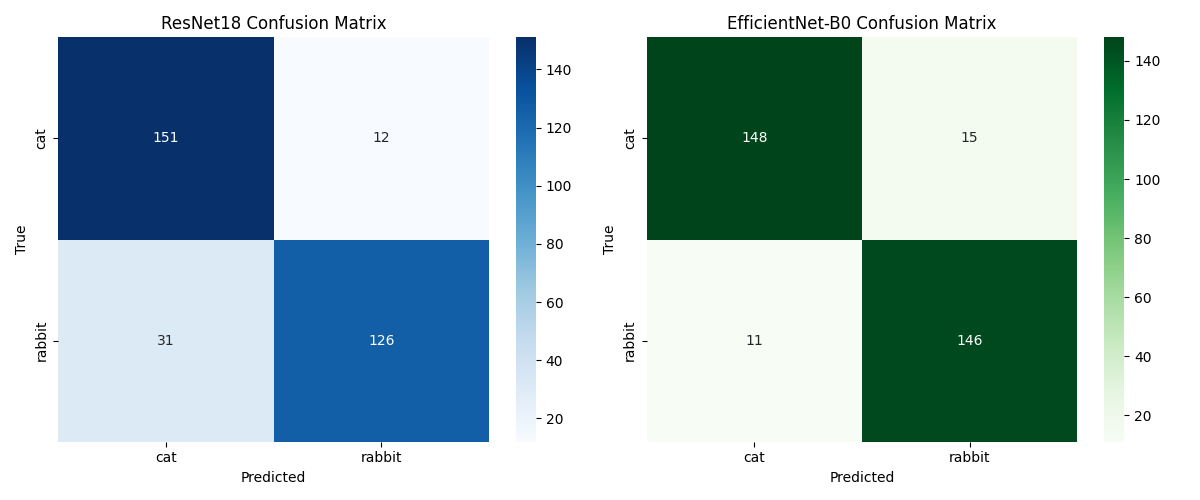 ResNet18 Confusion Matrix
cat
rabbit
True
151
12
31
126
cat
rabbit
Predicted
140
120
100
80
60
40
20
EfficientNet-B0 Confusion Matrix
cat
rabbit
True
148
15
11
146
cat
rabbit
Predicted
140
120
100
80
60
40
20